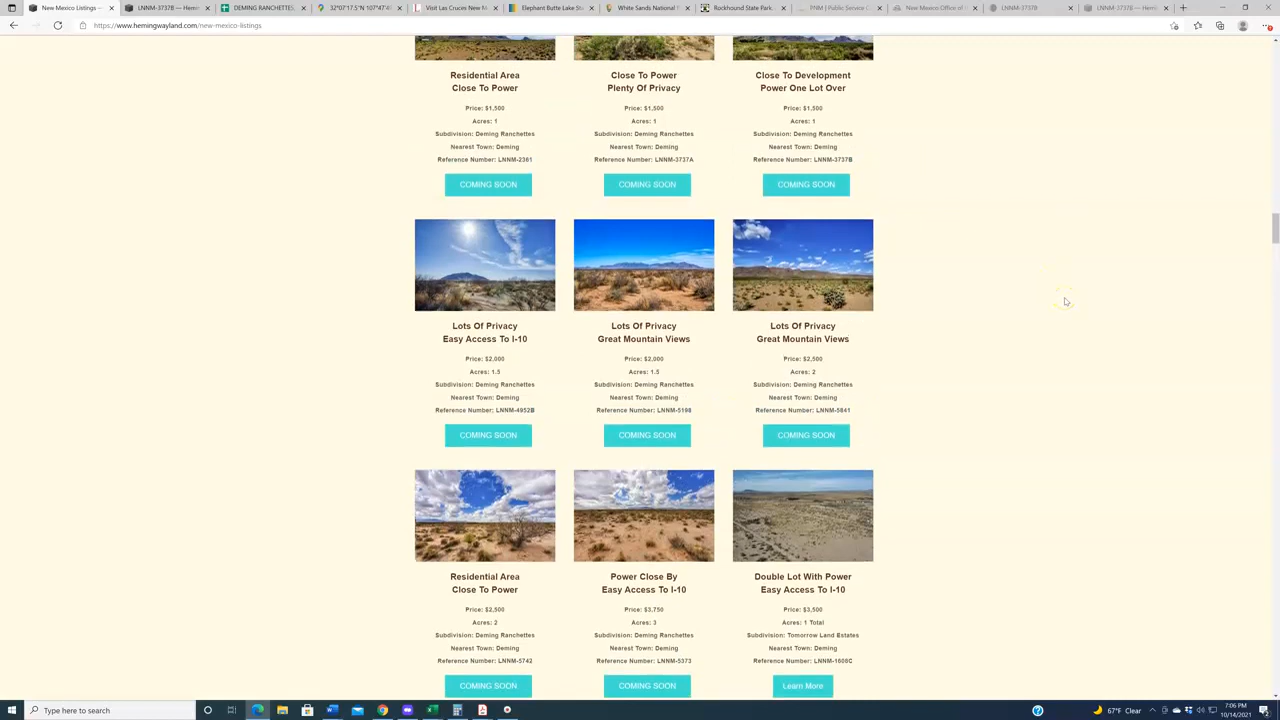 New Mexico Listings —
LNNM-3737B — Hemi
DEMING RANCHETTES
32°07'17.5"N 107°47'4
Visit Las Cruces New M
Elephant Butte Lake St
White Sands National
Rockhound State Park
PNM | Public Service C
New Mexico Office of
LNNM-3737B
LNNM-3737B — Hemi
https://www.hemingwayland.com/new-mexico-listings
Residential Area
Close To Power
Price: $1,500
Acres: 1
Subdivision: Deming Ranchettes
Nearest Town: Deming
Reference Number: LNNM-2361
COMING SOON
Close To Power
Plenty Of Privacy
Price: $1,500
Acres: 1
Subdivision: Deming Ranchettes
Nearest Town: Deming
Reference Number: LNNM-3737A
COMING SOON
Close To Development
Power One Lot Over
Price: $1,500
Acres: 1
Subdivision: Deming Ranchettes
Nearest Town: Deming
Reference Number: LNNM-3737B
COMING SOON
Lots Of Privacy
Easy Access To I-10
Price: $2,000
Acres: 1.5
Subdivision: Deming Ranchettes
Nearest Town: Deming
Reference Number: LNNM-4952B
COMING SOON
Lots Of Privacy
Great Mountain Views
Price: $2,000
Acres: 1.5
Subdivision: Deming Ranchettes
Nearest Town: Deming
Reference Number: LNNM-5198
COMING SOON
Lots Of Privacy
Great Mountain Views
Price: $2,500
Acres: 2
Subdivision: Deming Ranchettes
Nearest Town: Deming
Reference Number: LNNM-5841
COMING SOON
Residential Area
Close To Power
Price: $2,500
Acres: 2
Subdivision: Deming Ranchettes
Nearest Town: Deming
Reference Number: LNNM-5742
COMING SOON
Power Close By
Easy Access To I-10
Price: $3,750
Acres: 3
Subdivision: Deming Ranchettes
Nearest Town: Deming
Reference Number: LNNM-5373
COMING SOON
Double Lot With Power
Easy Access To I-10
Price: $3,500
Acres: 1 Total
Subdivision: Tomorrow Land Estates
Nearest Town: Deming
Reference Number: LNNM-1600C
Learn More
Type here to search
67°F Clear
7:06 PM
10/14/2021